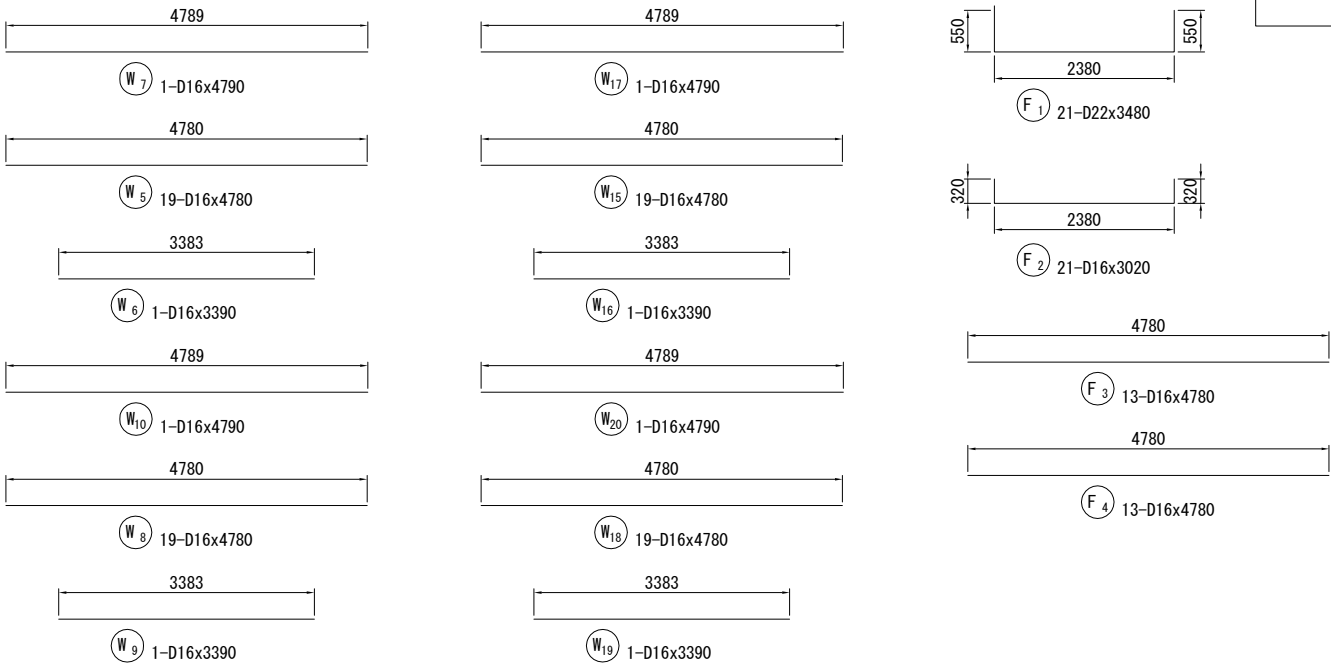 4789
W7 1-D16x4790
4780
W5 19-D16x4780
3383
W6 1-D16x3390
4789
W10 1-D16x4790
4780
W8 19-D16x4780
3383
W9 1-D16x3390
4789
W17 1-D16x4790
4780
W15 19-D16x4780
3383
W16 1-D16x3390
4789
W20 1-D16x4790
4780
W18 19-D16x4780
3383
W19 1-D16x3390
550
550
2380
F1 21-D22x3480
320
320
2380
F2 21-D16x3020
4780
F3 13-D16x4780
4780
F4 13-D16x4780